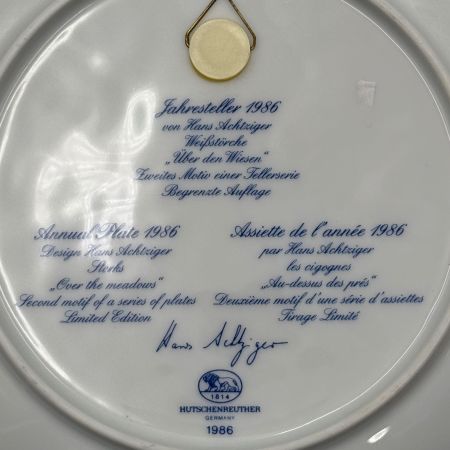 Jahresteller 1986
von Hans Achtziger
Weißstörche
„Über den Wiesen“
Zweites Motiv einer Tellerserie
Begrenzte Auflage
Annual Plate 1986
Design Hans Achtziger
Storks
„Over the meadows“
Second motif of a series of plates
Limited Edition
Assiette de l'année 1986
par Hans Achtziger
les cigognes
„Au-dessus des prés“
Deuxième motif d'une série d'assiettes
Tirage Limité
Hans Achtziger
1814
HUTSCHENREUTHER
GERMANY
1986